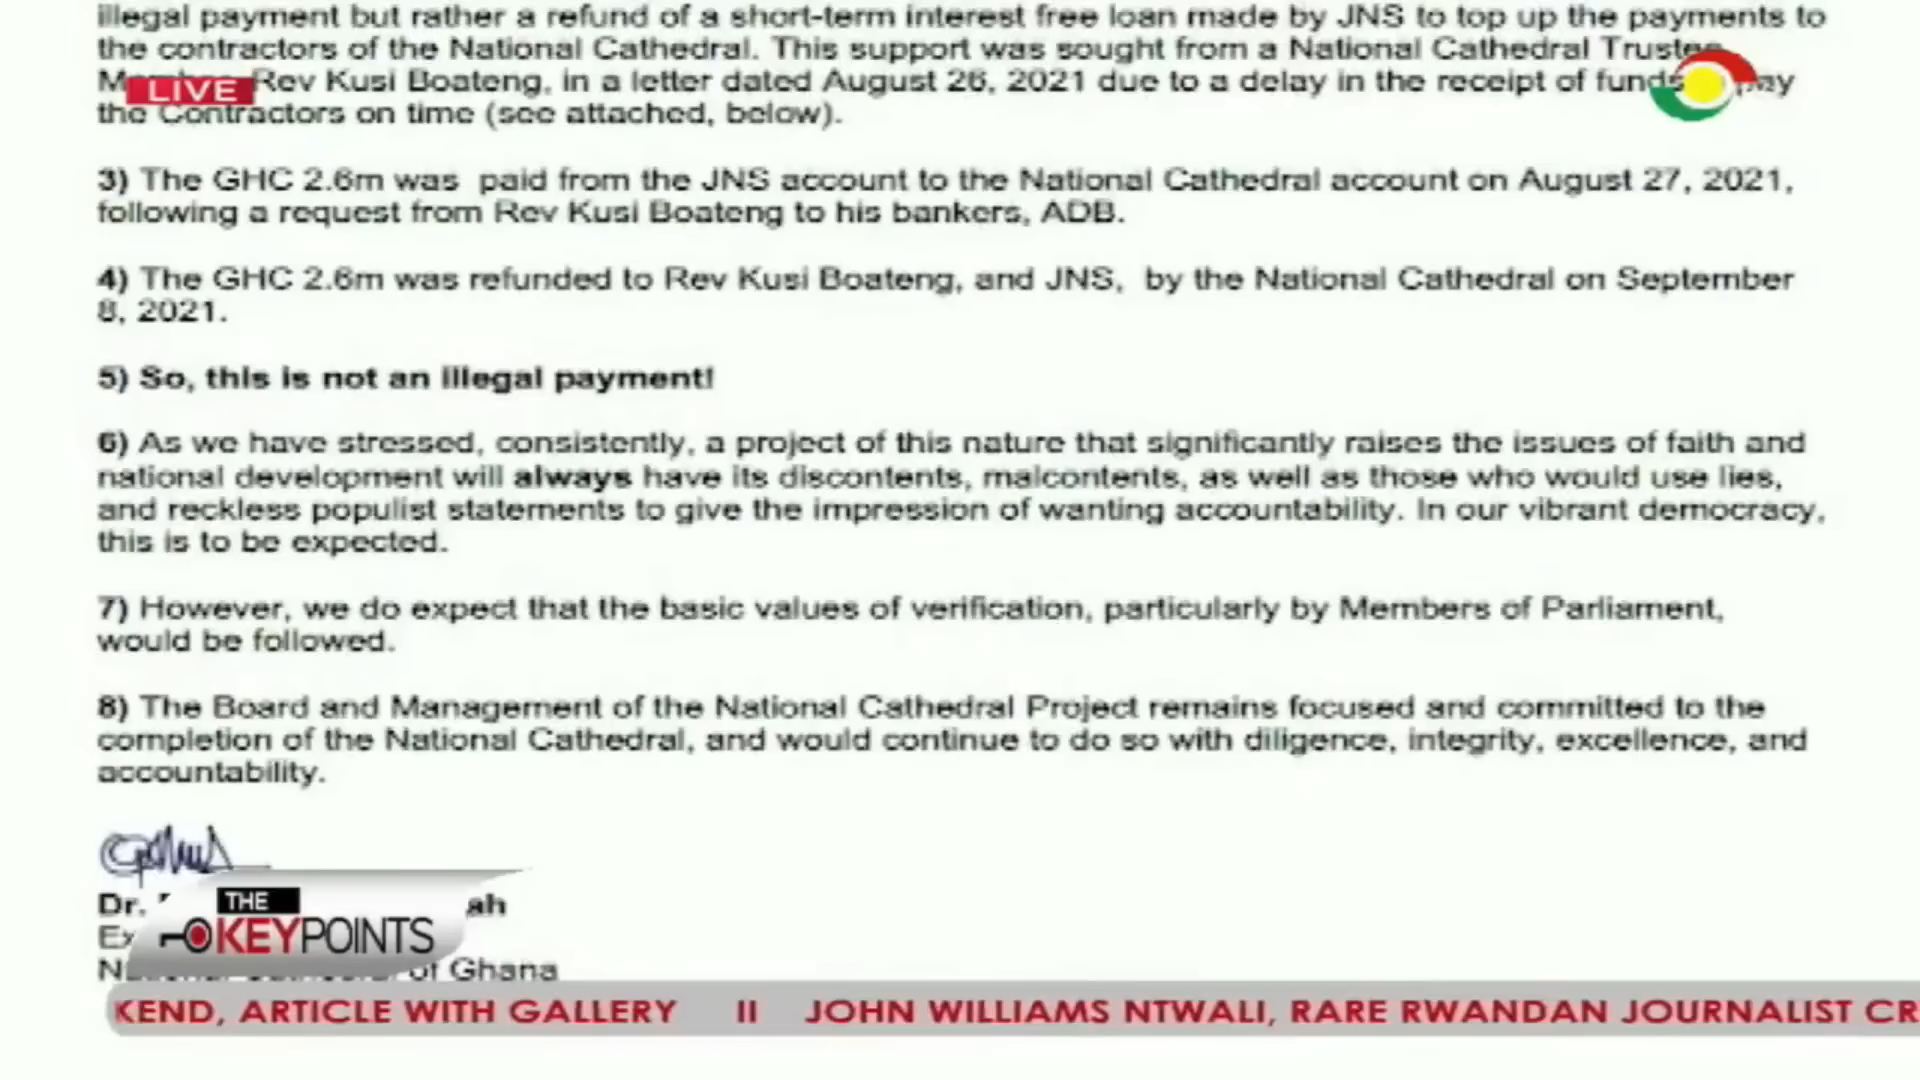 illegal payment but rather a refund of a short-term interest free loan made by JNS to top up the payments to
the contractors of the National Cathedral. This support was sought from a National Cathedral Trustee
Rev Kusi Boateng, in a letter dated August 26, 2021 due to a delay in the receipt of funds
LIVE
the Contractors on time (see attached, below).
3) The GHC 2.6m was paid from the JNS account to the National Cathedral account on August 27, 2021,
following a request from Rev Kusi Boateng to his bankers, ADB.
4) The GHC 2.6m was refunded to Rev Kusi Boateng, and JNS, by the National Cathedral on September
8, 2021.
5) So, this is not an illegal payment!
6) As we have stressed, consistently, a project of this nature that significantly raises the issues of faith and
national development will always have its discontents, malcontents, as well as those who would use lies,
and reckless populist statements to give the impression of wanting accountability. In our vibrant democracy,
this is to be expected.
7) However, we do expect that the basic values of verification, particularly by Members of Parliament,
would be followed.
8) The Board and Management of the National Cathedral Project remains focused and committed to the
completion of the National Cathedral, and would continue to do so with diligence, integrity, excellence, and
accountability.
Dr. ah
THE
KEYPOINTS
of Ghana
KEND, ARTICLE WITH GALLERY II JOHN WILLIAMS NTWALI, RARE RWANDAN JOURNALIST CR